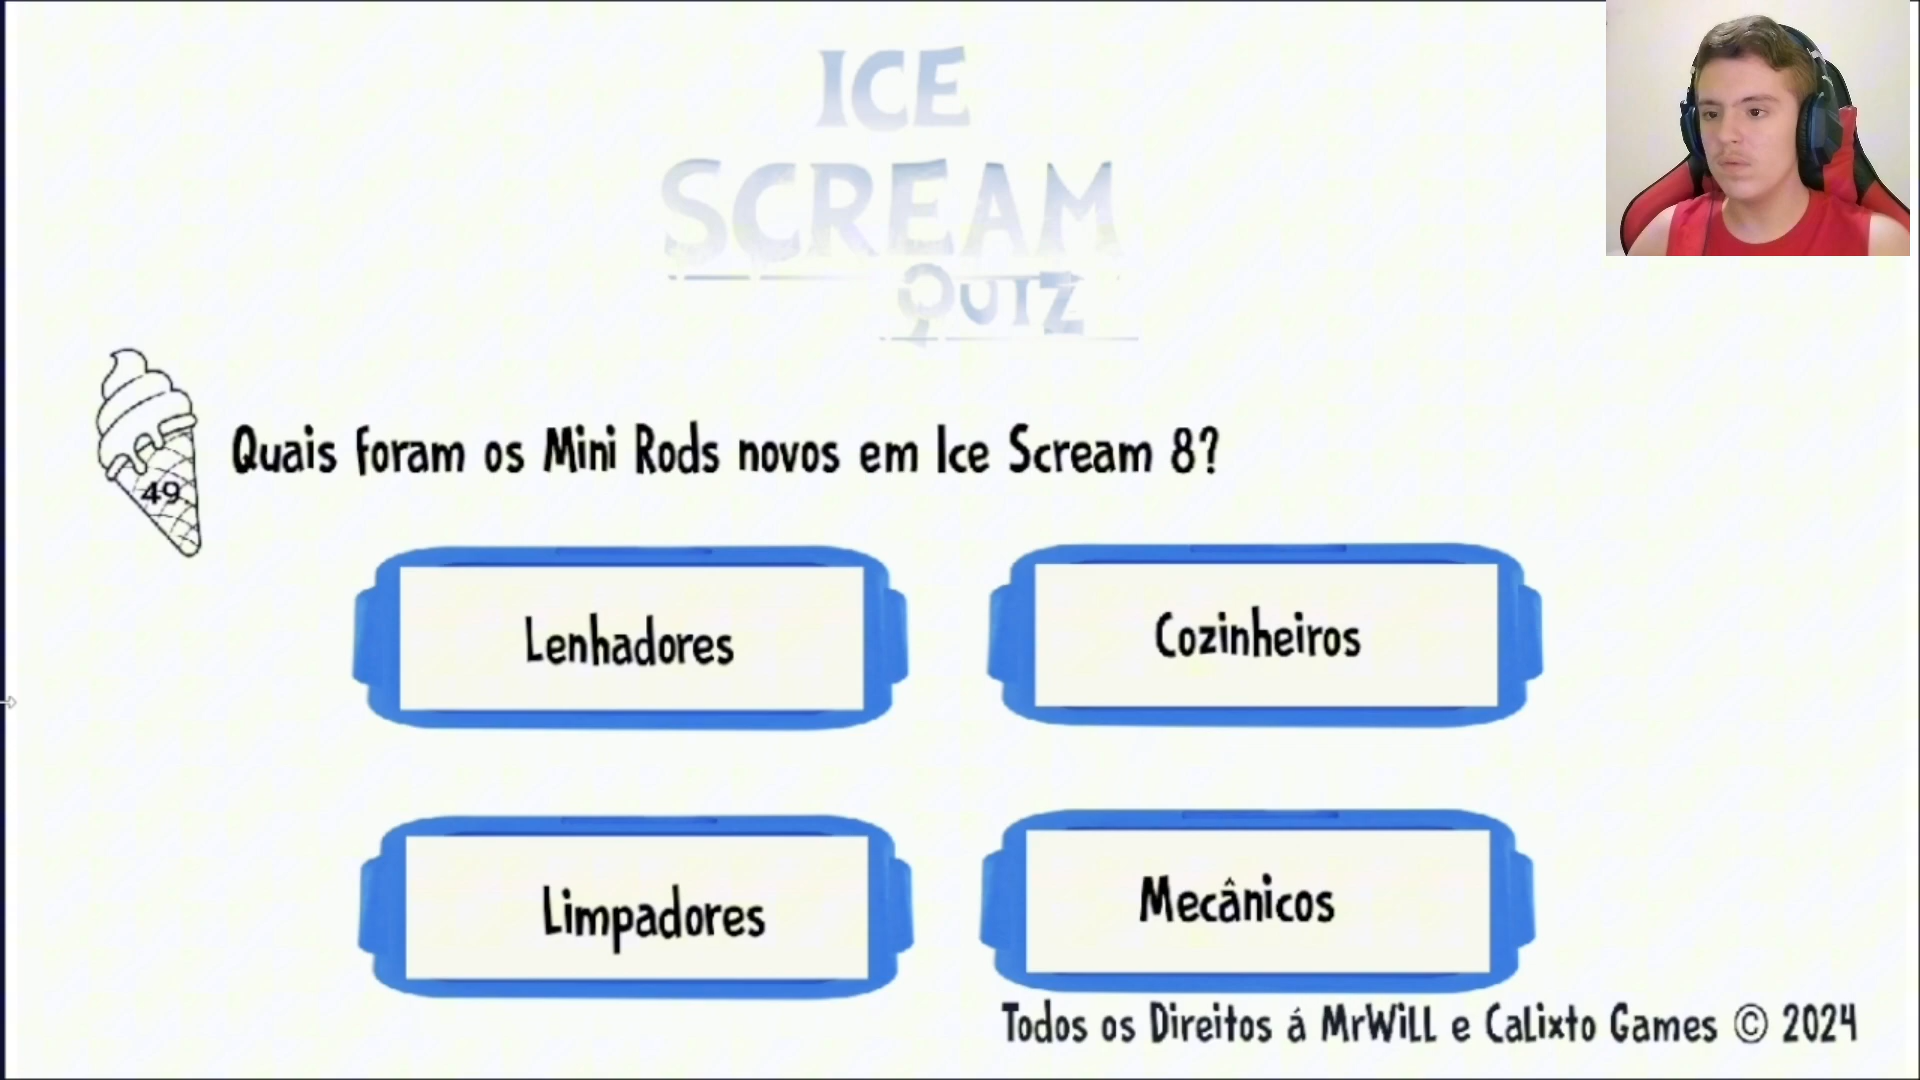 ICE
SCREAM
QUIZ
49
Quais foram os Mini Rods novos em Ice Scream 8?
Lenhadores
Cozinheiros
Limpadores
Mecânicos
Todos os Direitos á MrWiLL e CaLixto Games © 2024